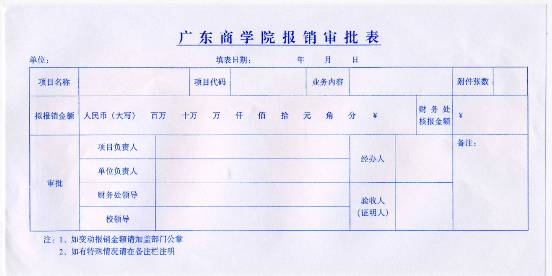 广东商学院报销审批表
单位： 填表日期： 年 月 日
项目名称 项目代码 业务内容 附件张数
拟报销金额 人民币（大写） 百万 十万 万 仟 佰 拾 元 角 分 ¥ 财务处核报金额 ¥
审批 项目负责人 经办人 备注：
单位负责人
财务处领导 验收人（证明人）
校领导
注：1、如变动报销金额请加盖部门公章
2、如有特殊情况请在备注栏注明